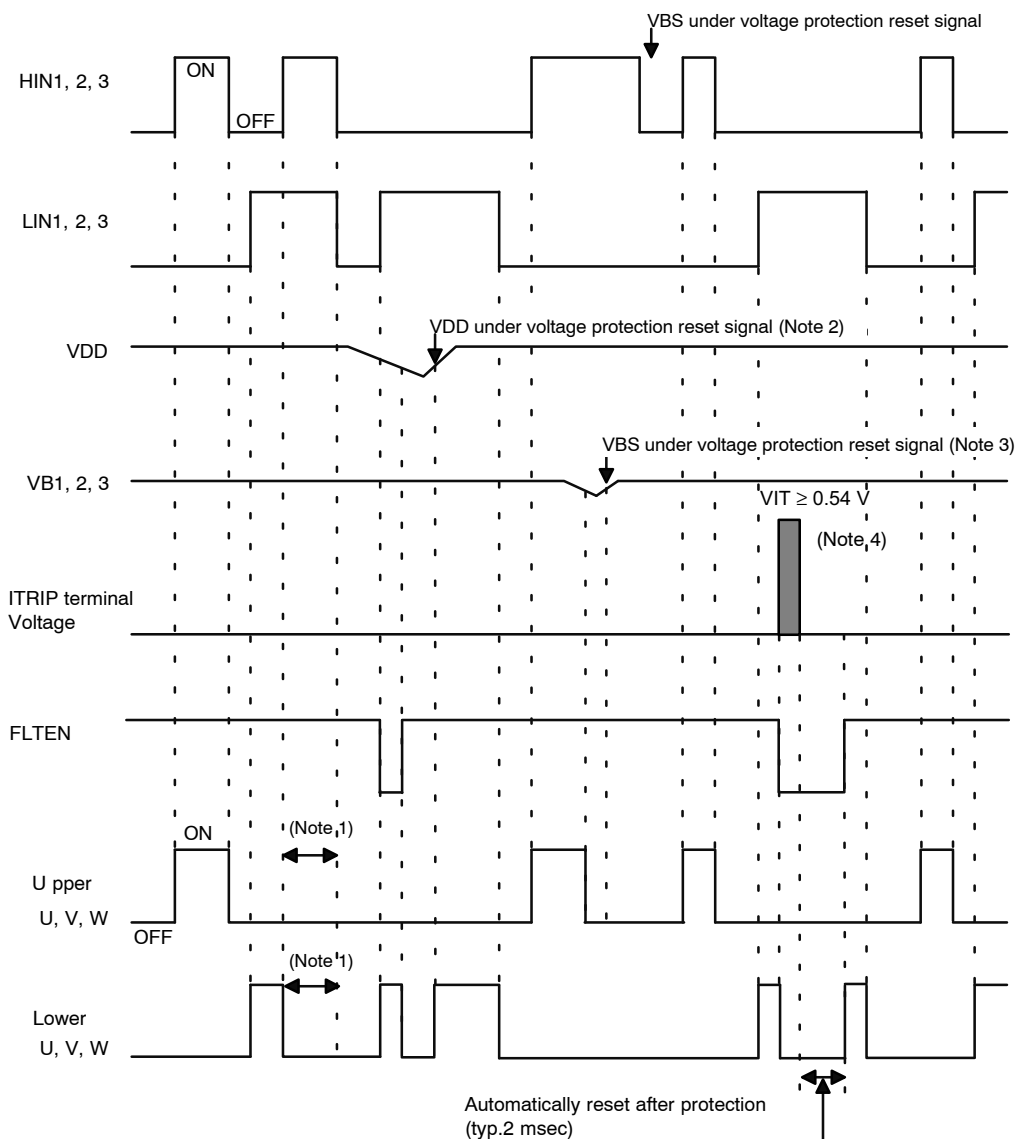 VBS under voltage protection reset signal
HIN1, 2, 3
ON
OFF
LIN1, 2, 3
VDD under voltage protection reset signal (Note 2)
VDD
VBS under voltage protection reset signal (Note 3)
VB1, 2, 3
VIT ≥ 0.54 V
(Note 4)
ITRIP terminal
Voltage
FLTEN
ON
(Note 1)
U pper
U, V, W
OFF
(Note 1)
Lower
U, V, W
Automatically reset after protection
(typ.2 msec)